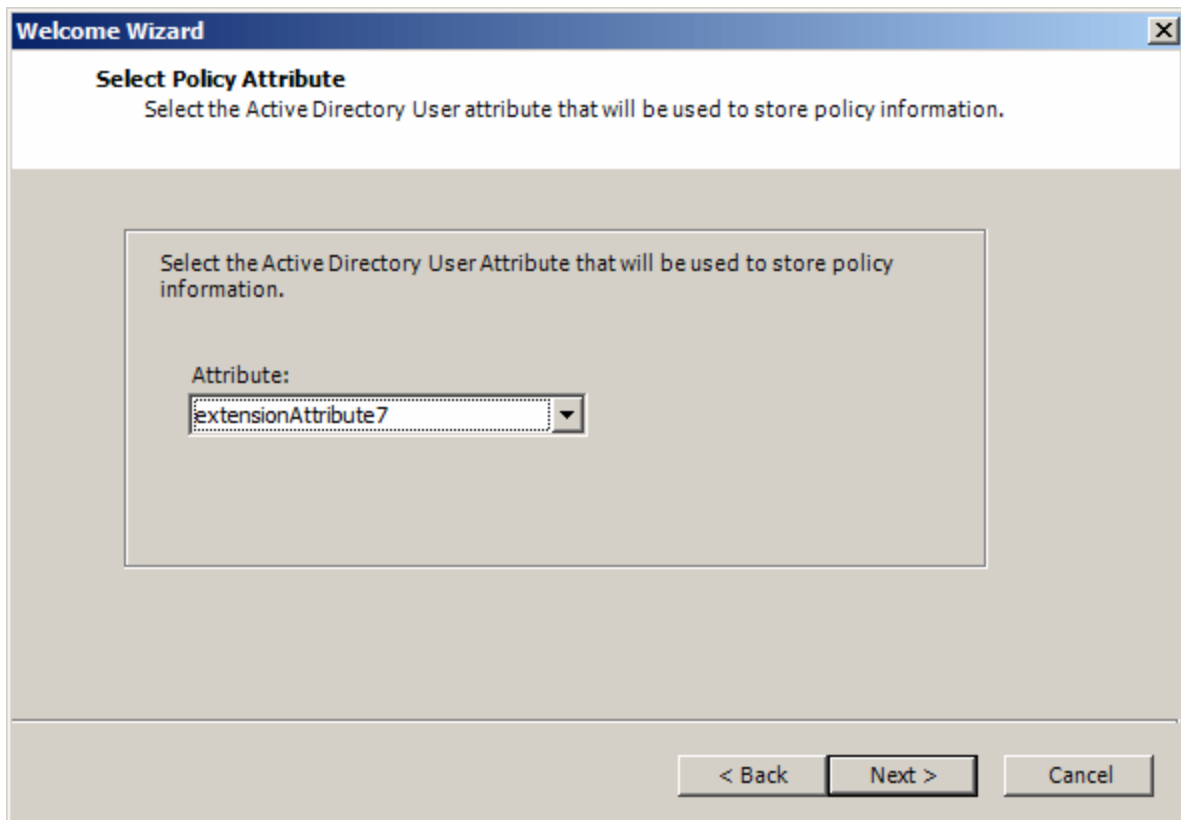 Welcome Wizard
Select Policy Attribute
Select the Active Directory User attribute that will be used to store policy information.
Select the Active Directory User Attribute that will be used to store policy
information.
Attribute:
extensionAttribute7
< Back Next > Cancel